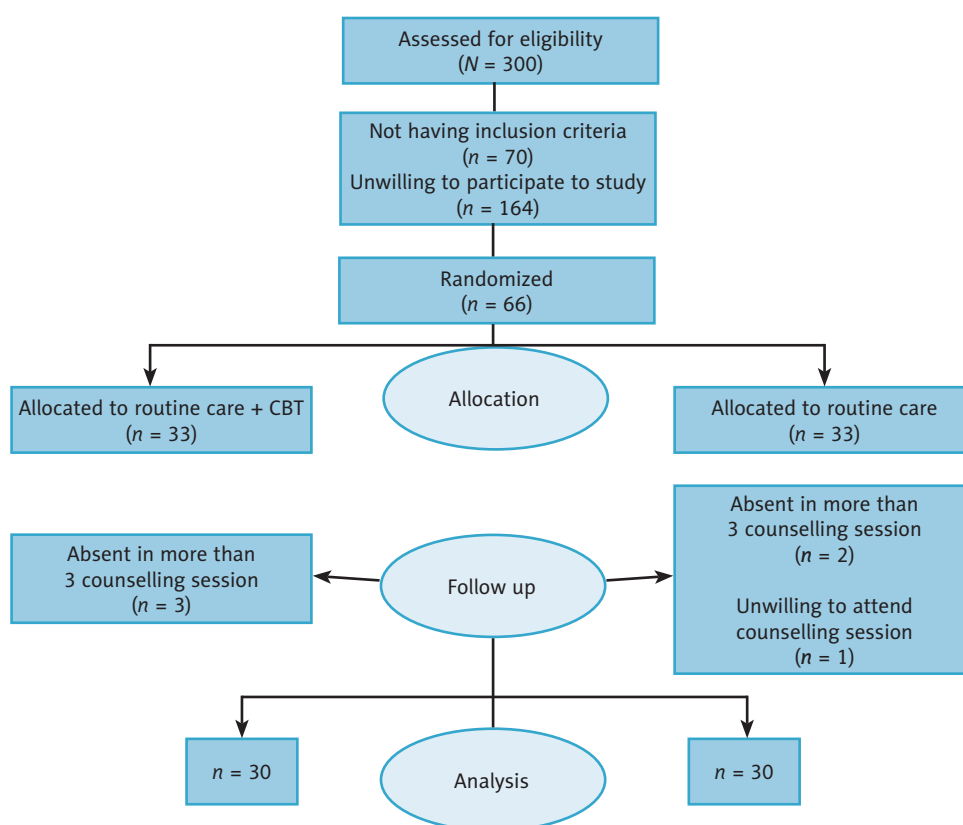 Assessed for eligibility
(N = 300)
Not having inclusion criteria
(n = 70)
Unwilling to participate to study
(n = 164)
Randomized
(n = 66)
Allocated to routine care + CBT
(n = 33)
Allocation
Allocated to routine care
(n = 33)
Absent in more than
3 counselling session
(n = 3)
Follow up
Absent in more than
3 counselling session
(n = 2)
Unwilling to attend
counselling session
(n = 1)
n = 30
Analysis
n = 30